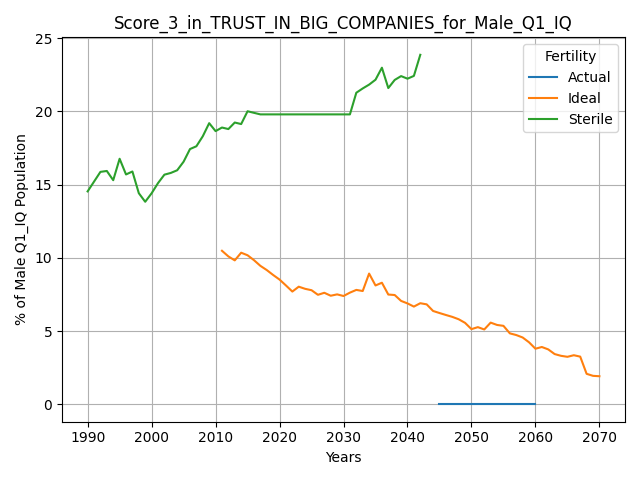 Score_3_in_TRUST_IN_BIG_COMPANIES_for_Male_Q1_IQ
% of Male Q1_IQ Population
25
20
15
10
5
0
Fertility
Actual
Ideal
Sterile
1990 2000 2010 2020 2030 2040 2050 2060 2070
Years